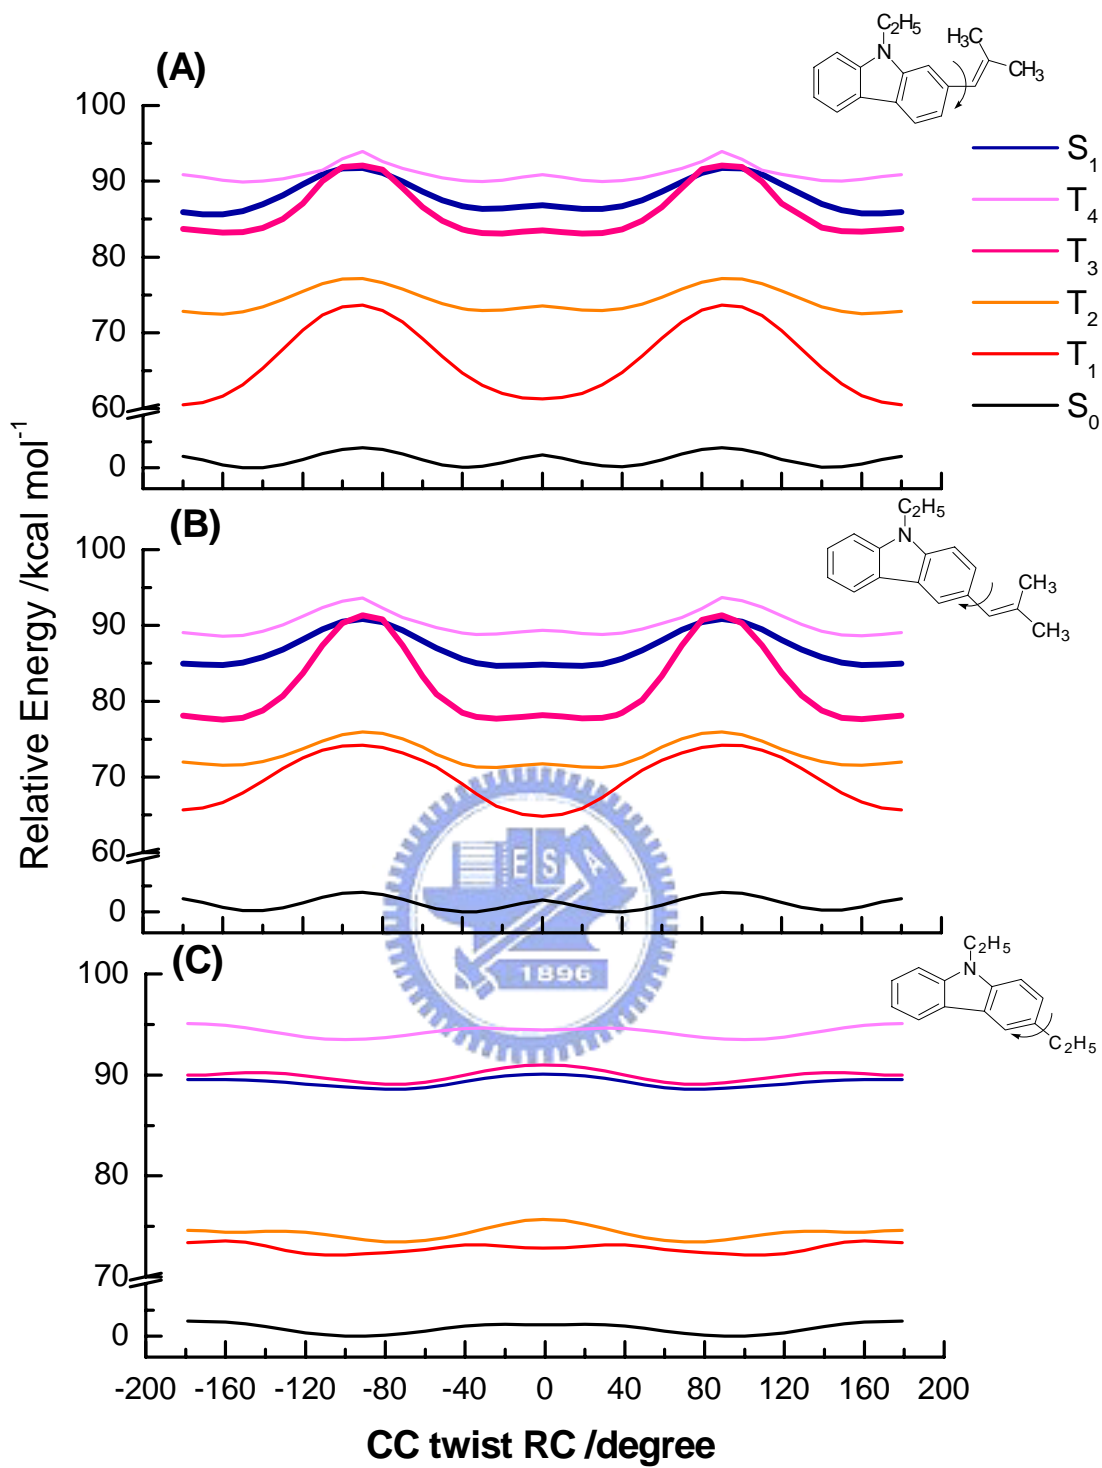 (A)
C2H5
N
H3C
CH3
CH3
100
90
80
70
60
0
S1
T4
T3
T2
T1
S0
Relative Energy /kcal mol-1
(B)
C2H5
N
CH3
CH3
100
90
80
70
60
0
E S A
1896
(C)
C2H5
N
C2H5
100
90
80
70
0
-200 -160 -120 -80 -40 0 40 80 120 160 200
CC twist RC /degree